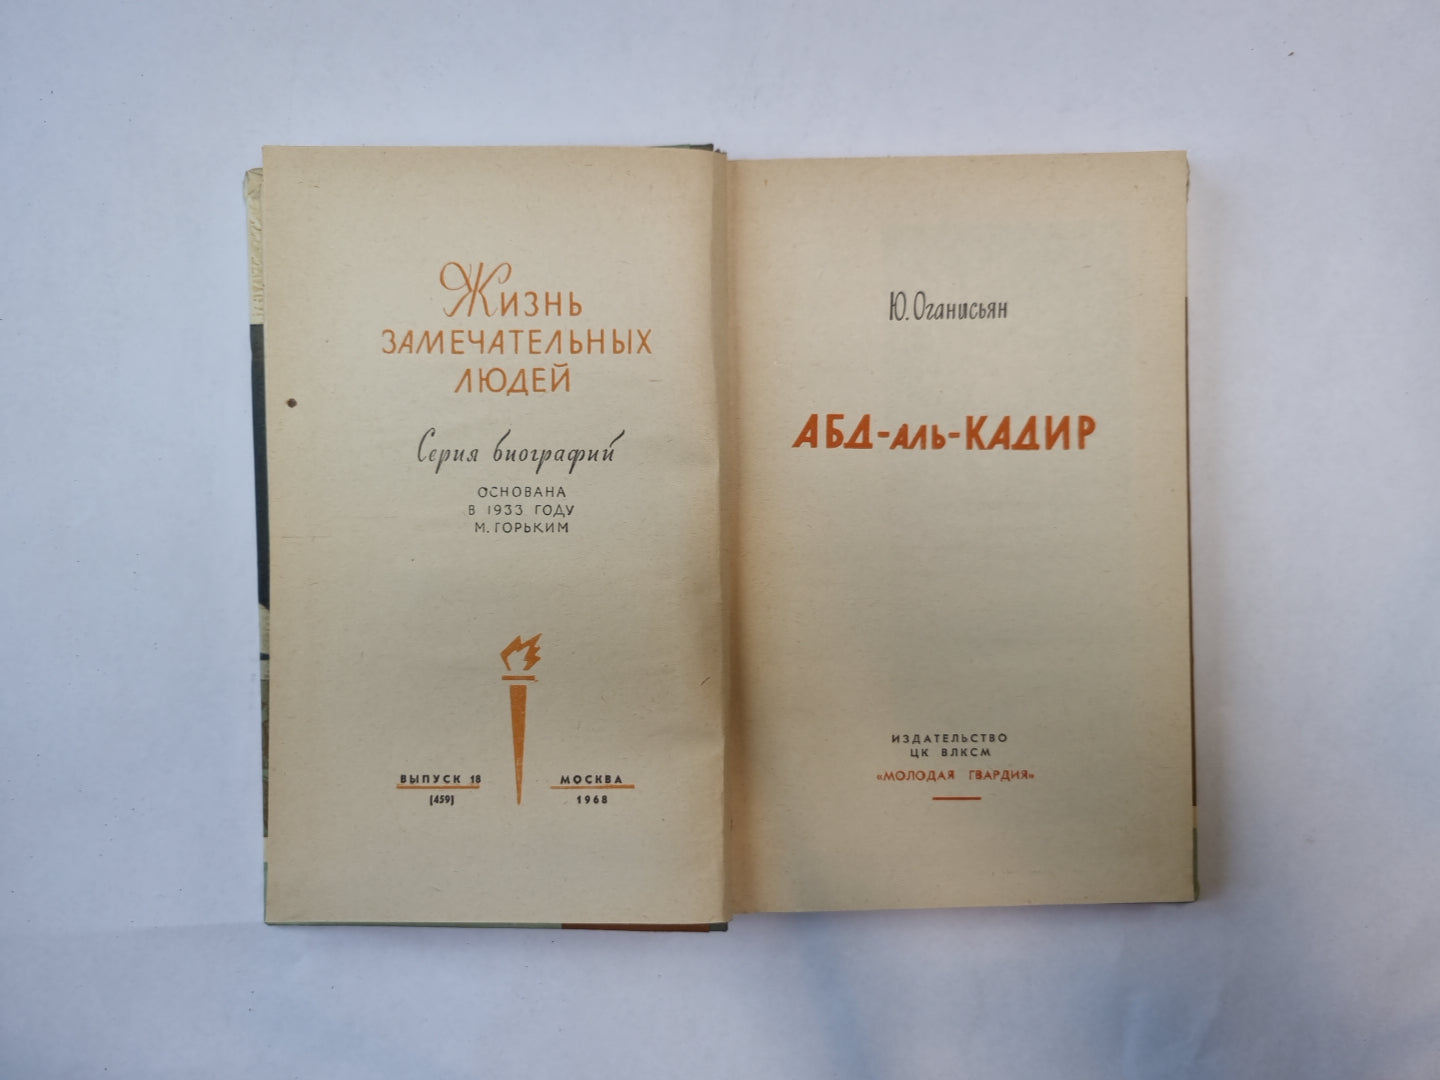 Жизнь
ЗАМЕЧАТЕЛЬНЫХ
ЛЮДЕЙ
Серия биографий
ОСНОВАНА
В 1933 ГОДУ
М. ГОРЬКИМ
ВЫПУСК 18
(459)
МОСКВА
1968
Ю. Оганисьян
АБД-аль-КАДИР
ИЗДАТЕЛЬСТВО
ЦК ВЛКСМ
«МОЛОДАЯ ГВАРДИЯ»